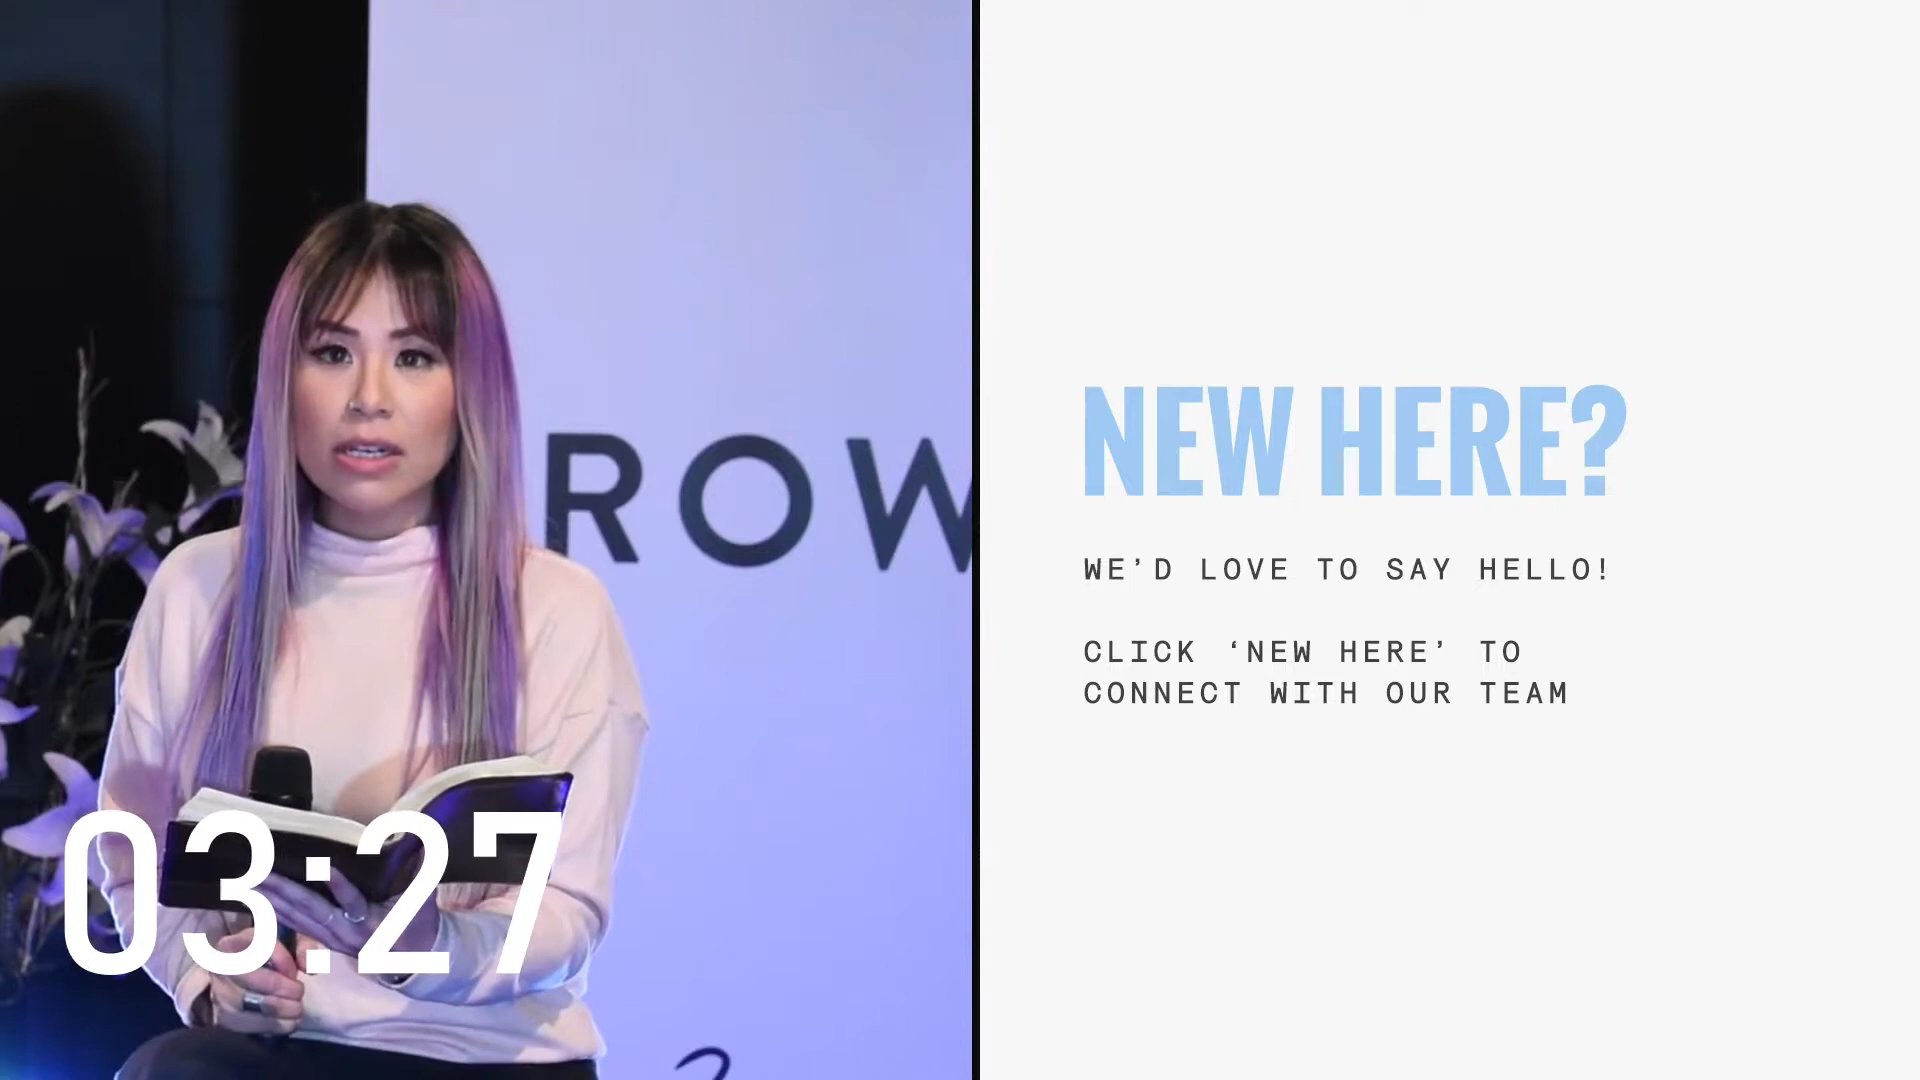 ROW
03:27
NEW HERE?
WE’D LOVE TO SAY HELLO!
CLICK ‘NEW HERE’ TO
CONNECT WITH OUR TEAM